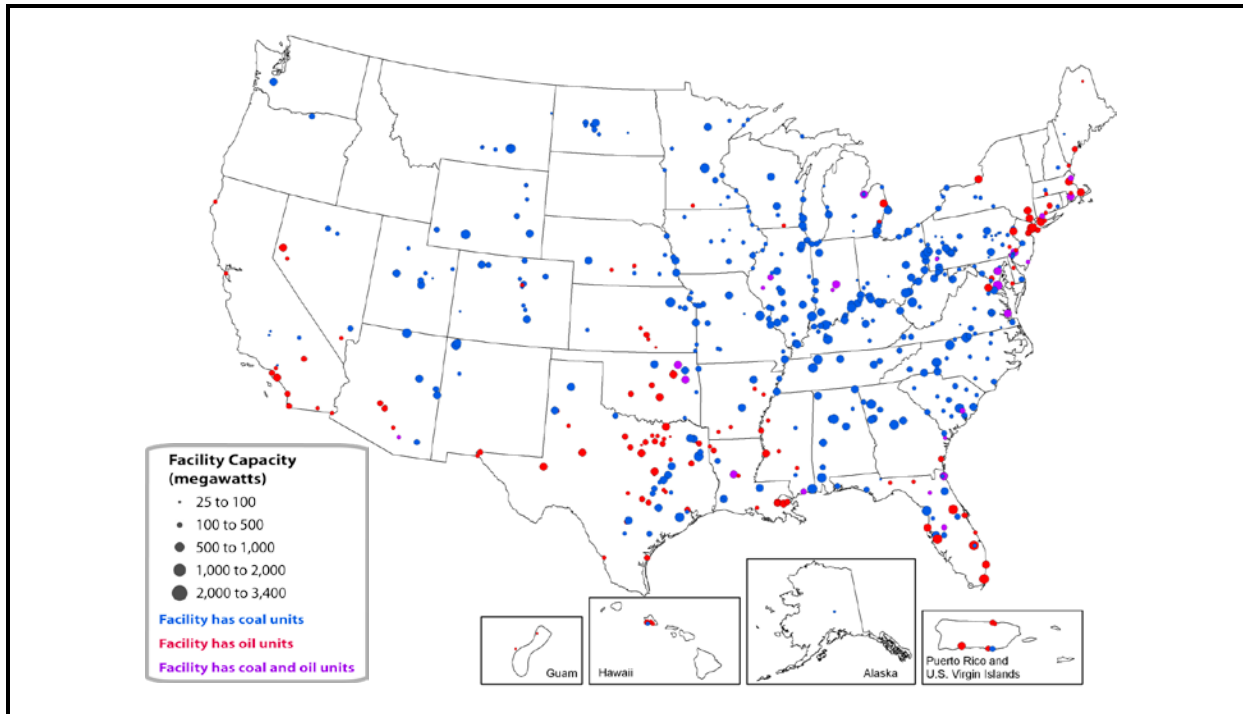 Facility Capacity
(megawatts)
25 to 100
100 to 500
500 to 1,000
1,000 to 2,000
2,000 to 3,400
Facility has coal units
Facility has oil units
Facility has coal and oil units
Guam
Hawaii
Alaska
Puerto Rico and
U.S. Virgin Islands